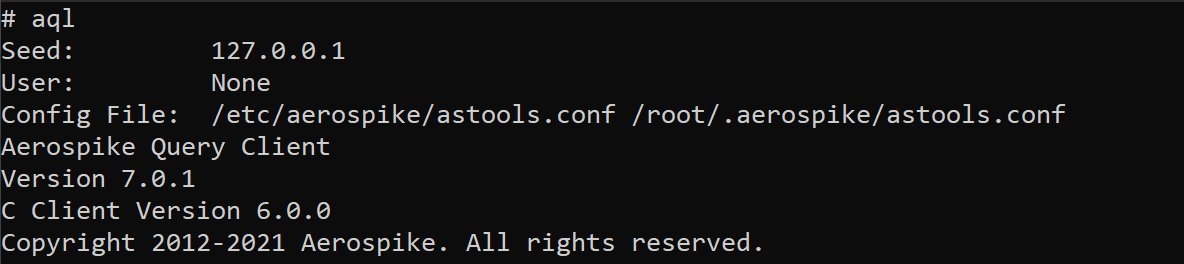 # aql
Seed:         127.0.0.1
User:         None
Config File:  /etc/aerospike/astools.conf /root/.aerospike/astools.conf
Aerospike Query Client
Version 7.0.1
C Client Version 6.0.0
Copyright 2012-2021 Aerospike. All rights reserved.